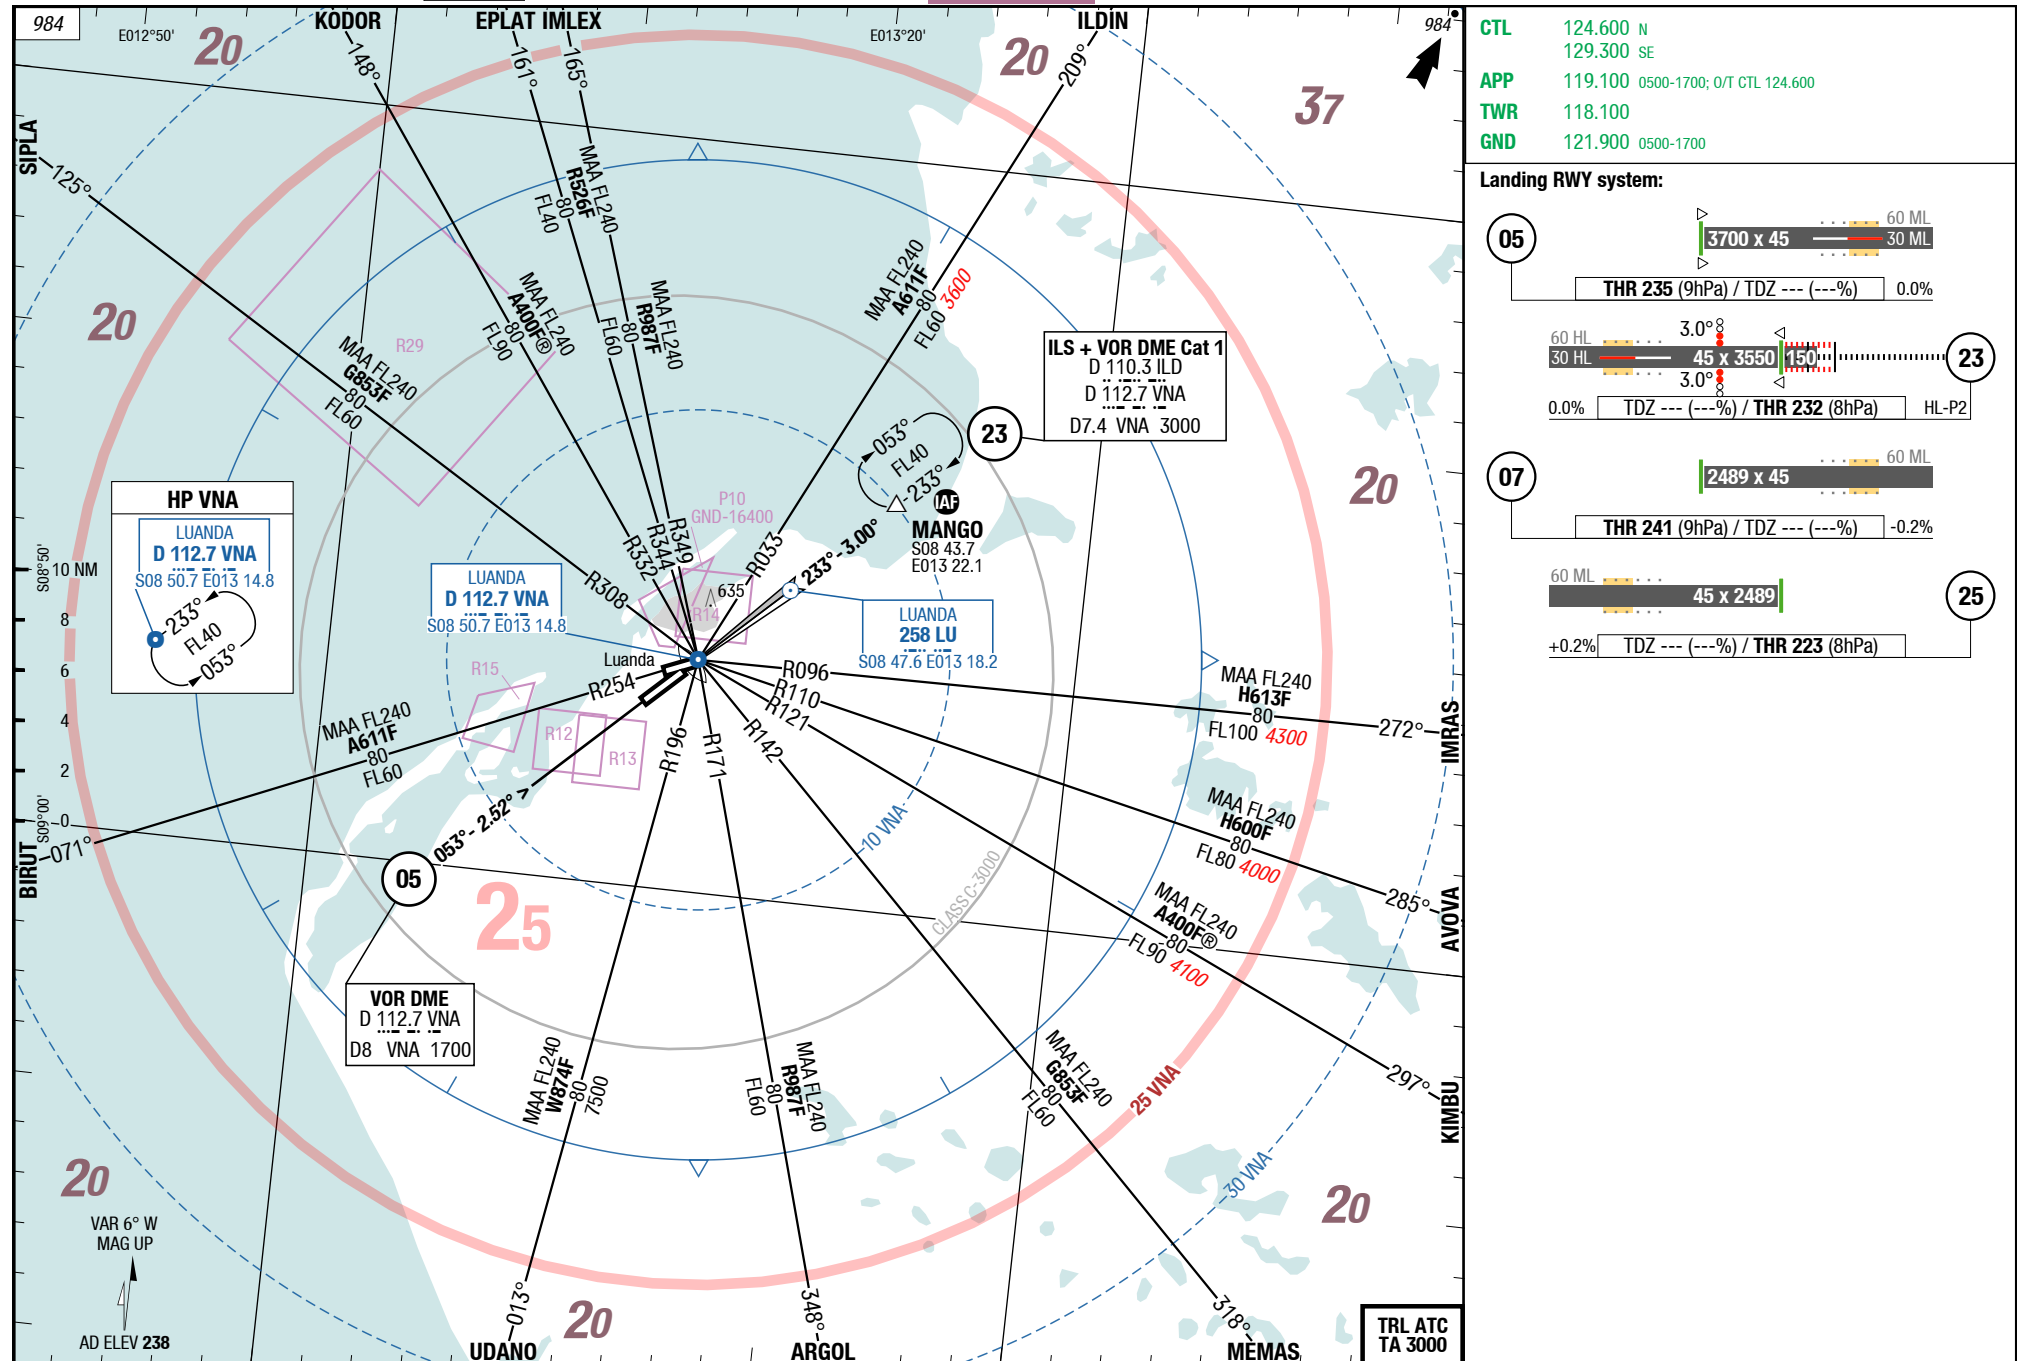 984
E012°50'
20
KODOR
EPLAT IMLEX
E013°20'
ILDIN
984
20
37
148°
161°
165°
209°
SIPLA
125°
MAA FL240
R526F
80
FL40
MAA FL240
R987F
80
FL60
MAA FL240
A400F®
80
FL90
MAA FL240
A611F
80
FL60 3600
MAA FL240
G853F
80
FL60
R29
20
20
ILS + VOR DME Cat 1
D 110.3 ILD
D 112.7 VNA
D7.4 VNA 3000
23
053°
FL40
233°
IAF
MANGO
S08 43.7
E013 22.1
HP VNA
LUANDA
D 112.7 VNA
S08 50.7 E013 14.8
233°
FL40
053°
P10
GND-16400
R349
R344
R332
R308
R033
233°-3.00°
635
R14
LUANDA
D 112.7 VNA
S08 50.7 E013 14.8
LUANDA
258 LU
S08 47.6 E013 18.2
S08°50'
10 NM
8
6
4
2
0
S09°00'
Luanda
R254
R15
R12
R13
R096
R110
R121
R142
R171
R196
MAA FL240
H613F
80
FL100 4300
272°
IMRAS
MAA FL240
A611F
80
FL60
BIRUT
071°
053°- 2.52° >
05
25
10 VNA
CLASS C-3000
MAA FL240
H600F
80
FL80 4000
285°
AVOVA
MAA FL240
A400F®
80
FL90 4100
297°
KIMBU
VOR DME
D 112.7 VNA
D8 VNA 1700
MAA FL240
W874F
80
7500
MAA FL240
R987F
80
FL60
MAA FL240
G853F
80
FL60
25 VNA
30 VNA
20
20
20
VAR 6° W
MAG UP
AD ELEV 238
013°
UDANO
348°
ARGOL
318°
MEMAS
TRL ATC
TA 3000
CTL 124.600 N
129.300 SE
APP 119.100 0500-1700; O/T CTL 124.600
TWR 118.100
GND 121.900 0500-1700
Landing RWY system:
05
60 ML
3700 x 45
30 ML
THR 235 (9hPa) / TDZ --- (---%) 0.0%
60 HL
3.0°
30 HL
45 x 3550
150
23
3.0°
0.0% TDZ --- (---%) / THR 232 (8hPa) HL-P2
60 ML
07
2489 x 45
THR 241 (9hPa) / TDZ --- (---%) -0.2%
60 ML
45 x 2489
25
+0.2% TDZ --- (---%) / THR 223 (8hPa)